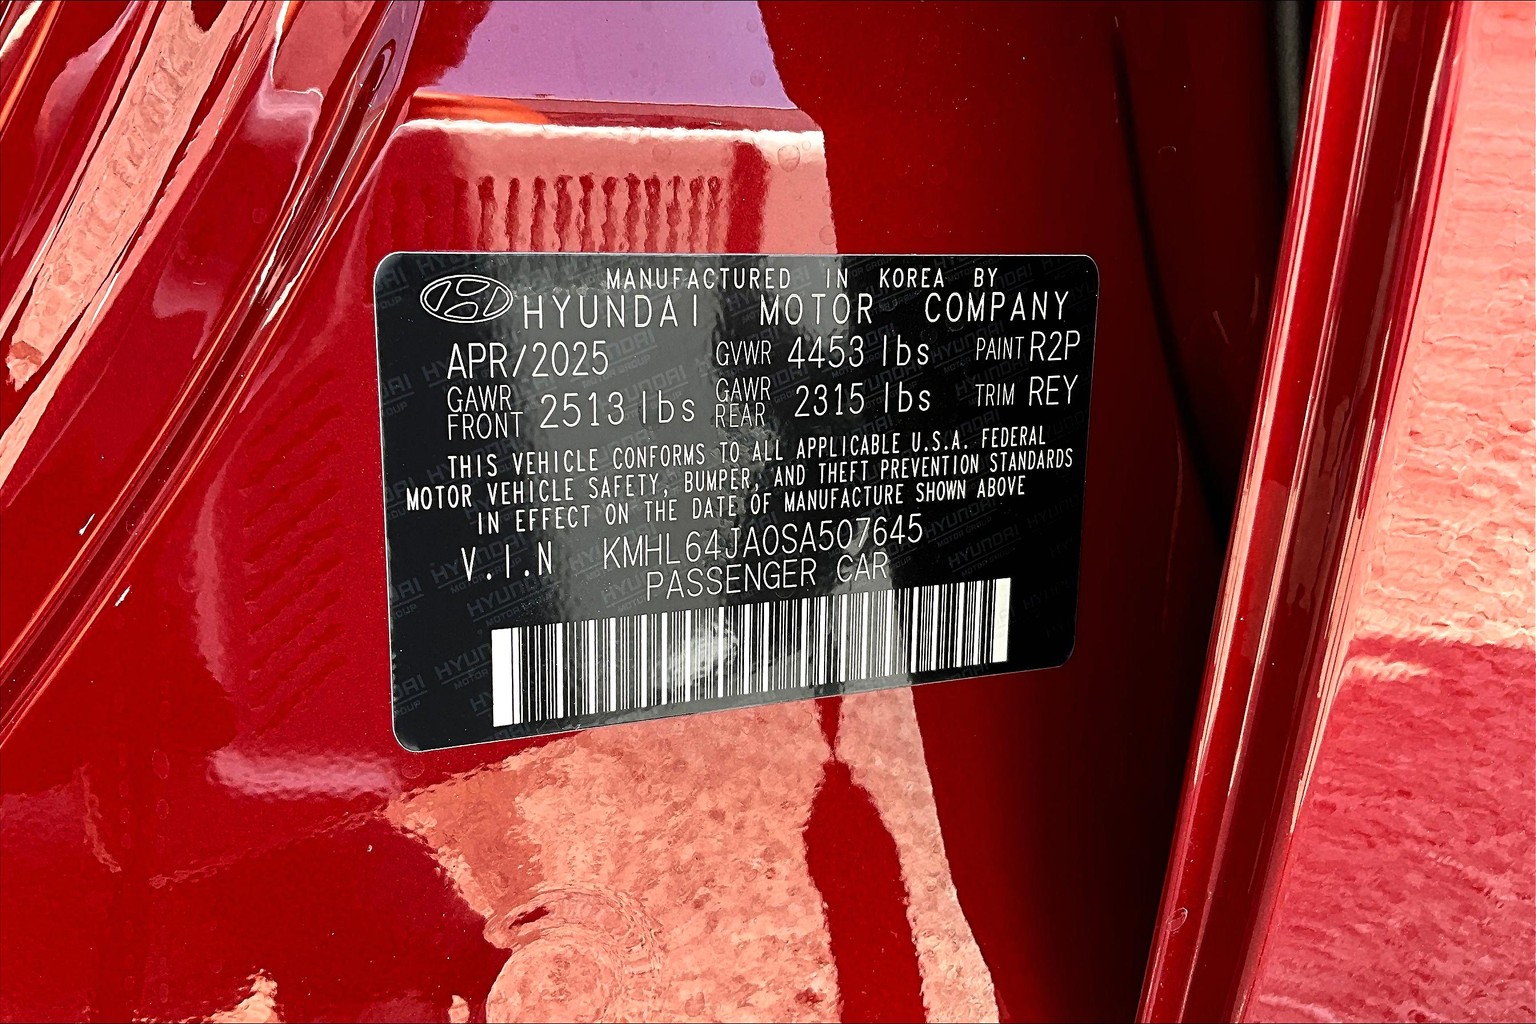 MANUFACTURED IN KOREA BY
HYUNDAI MOTOR COMPANY
APR/2025 GVWR 4453 lbs PAINT R2P
GAWR FRONT 2513 lbs GAWR REAR 2315 lbs TRIM REY
THIS VEHICLE CONFORMS TO ALL APPLICABLE U.S.A. FEDERAL
MOTOR VEHICLE SAFETY, BUMPER, AND THEFT PREVENTION STANDARDS
IN EFFECT ON THE DATE OF MANUFACTURE SHOWN ABOVE
V.I.N KMHL64JA0SA507645
PASSENGER CAR